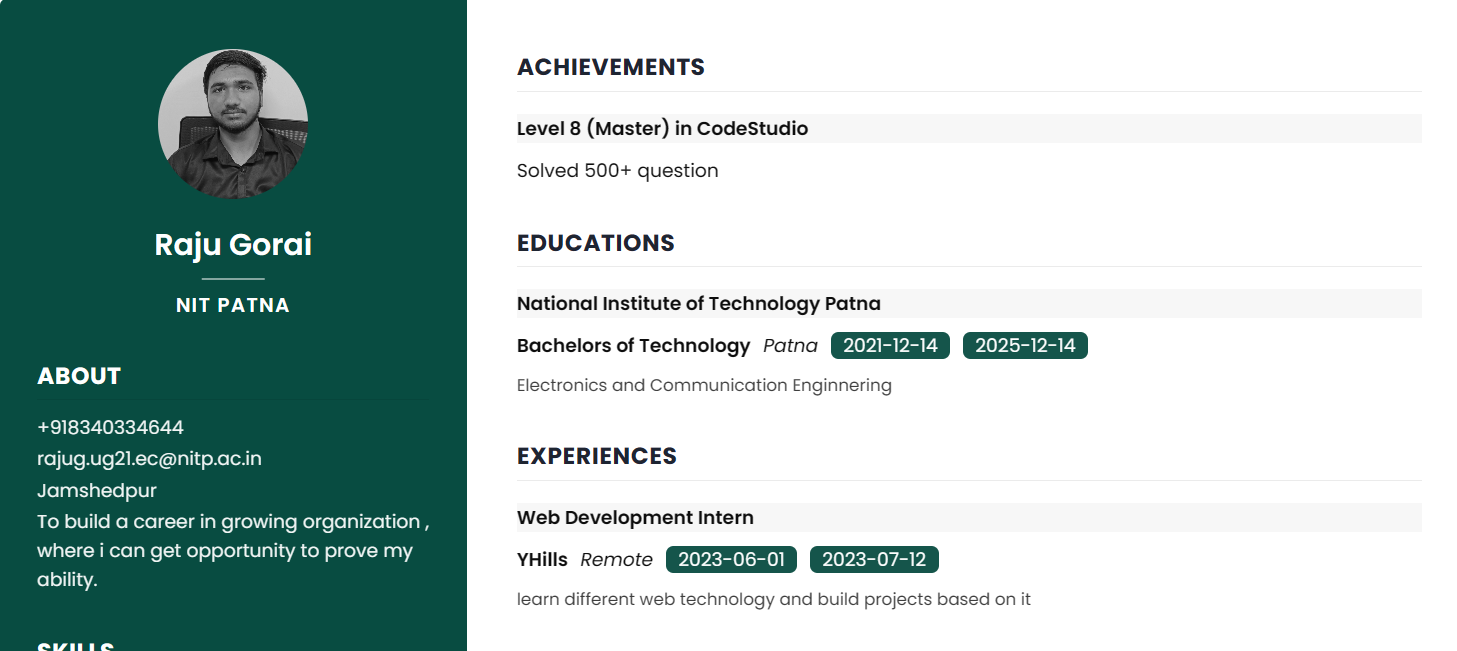 Raju Gorai
NIT PATNA
ABOUT
+918340334644
rajug.ug21.ec@nitp.ac.in
Jamshedpur
To build a career in growing organization ,
where i can get opportunity to prove my
ability.
SKILLS
ACHIEVEMENTS
Level 8 (Master) in CodeStudio
Solved 500+ question
EDUCATIONS
National Institute of Technology Patna
Bachelors of Technology Patna 2021-12-14 2025-12-14
Electronics and Communication Enginnering
EXPERIENCES
Web Development Intern
YHills Remote 2023-06-01 2023-07-12
learn different web technology and build projects based on it